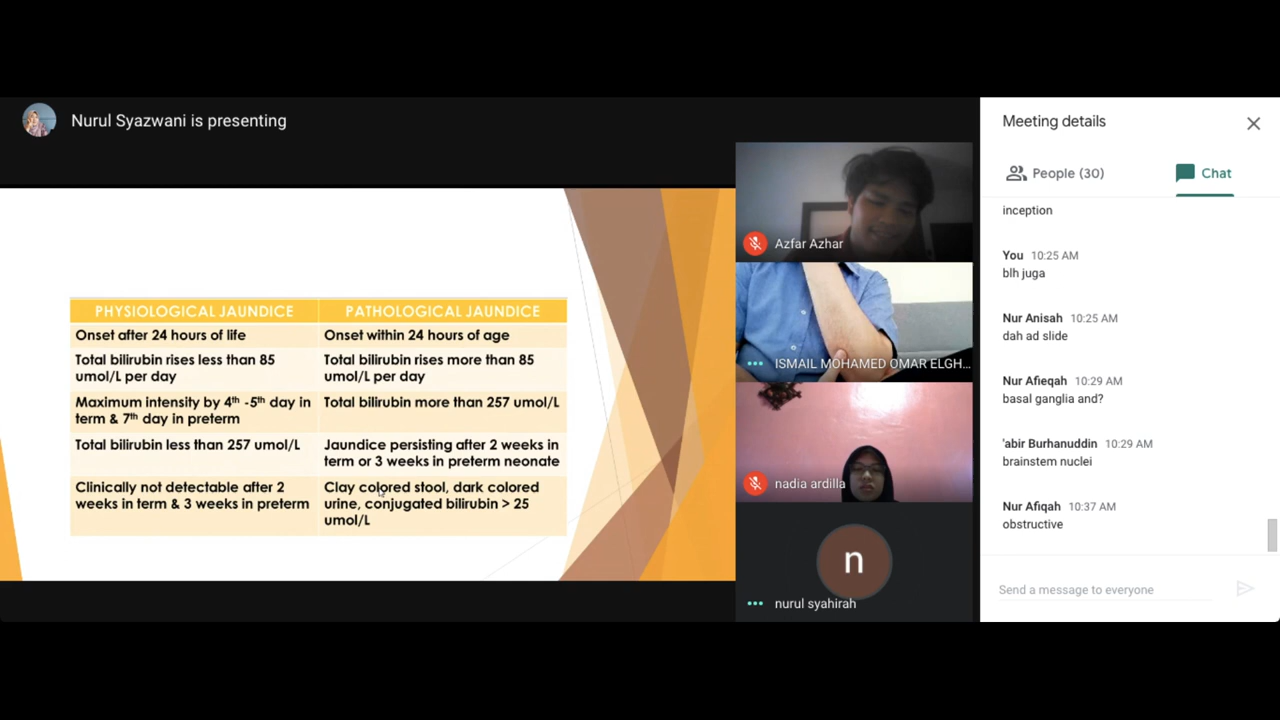 Nurul Syazwani is presenting
PHYSIOLOGICAL JAUNDICE
PATHOLOGICAL JAUNDICE
Onset after 24 hours of life
Onset within 24 hours of age
Total bilirubin rises less than 85
umol/L per day
Total bilirubin rises more than 85
umol/L per day
Maximum intensity by 4th -5th day in
term & 7th day in preterm
Total bilirubin more than 257 umol/L
Total bilirubin less than 257 umol/L
Jaundice persisting after 2 weeks in
term or 3 weeks in preterm neonate
Clinically not detectable after 2
weeks in term & 3 weeks in preterm
Clay colored stool, dark colored
urine, conjugated bilirubin > 25
umol/L
Azfar Azhar
ISMAIL MOHAMED OMAR ELGH...
nadia ardilla
n
nurul syahirah
Meeting details
People (30)
Chat
inception
You 10:25 AM
blh juga
Nur Anisah 10:25 AM
dah ad slide
Nur Afieqah 10:29 AM
basal ganglia and?
'abir Burhanuddin 10:29 AM
brainstem nuclei
Nur Afiqah 10:37 AM
obstructive
Send a message to everyone